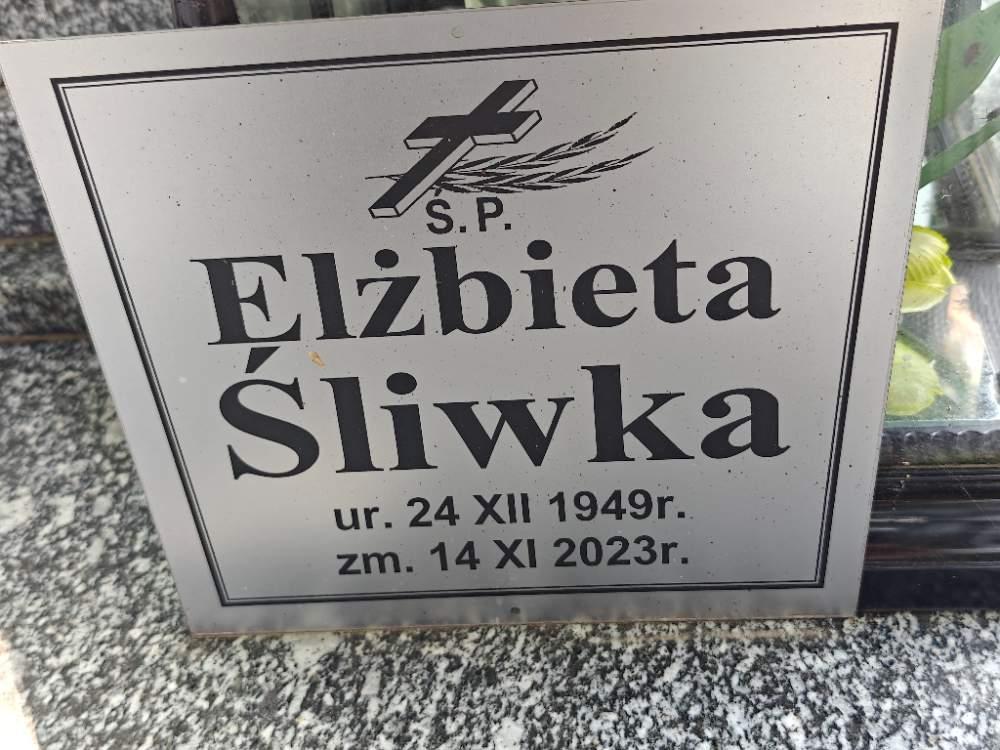 Ś.P.
Elżbieta
Śliwka
ur. 24 XII 1949r.
zm. 14 XI 2023r.